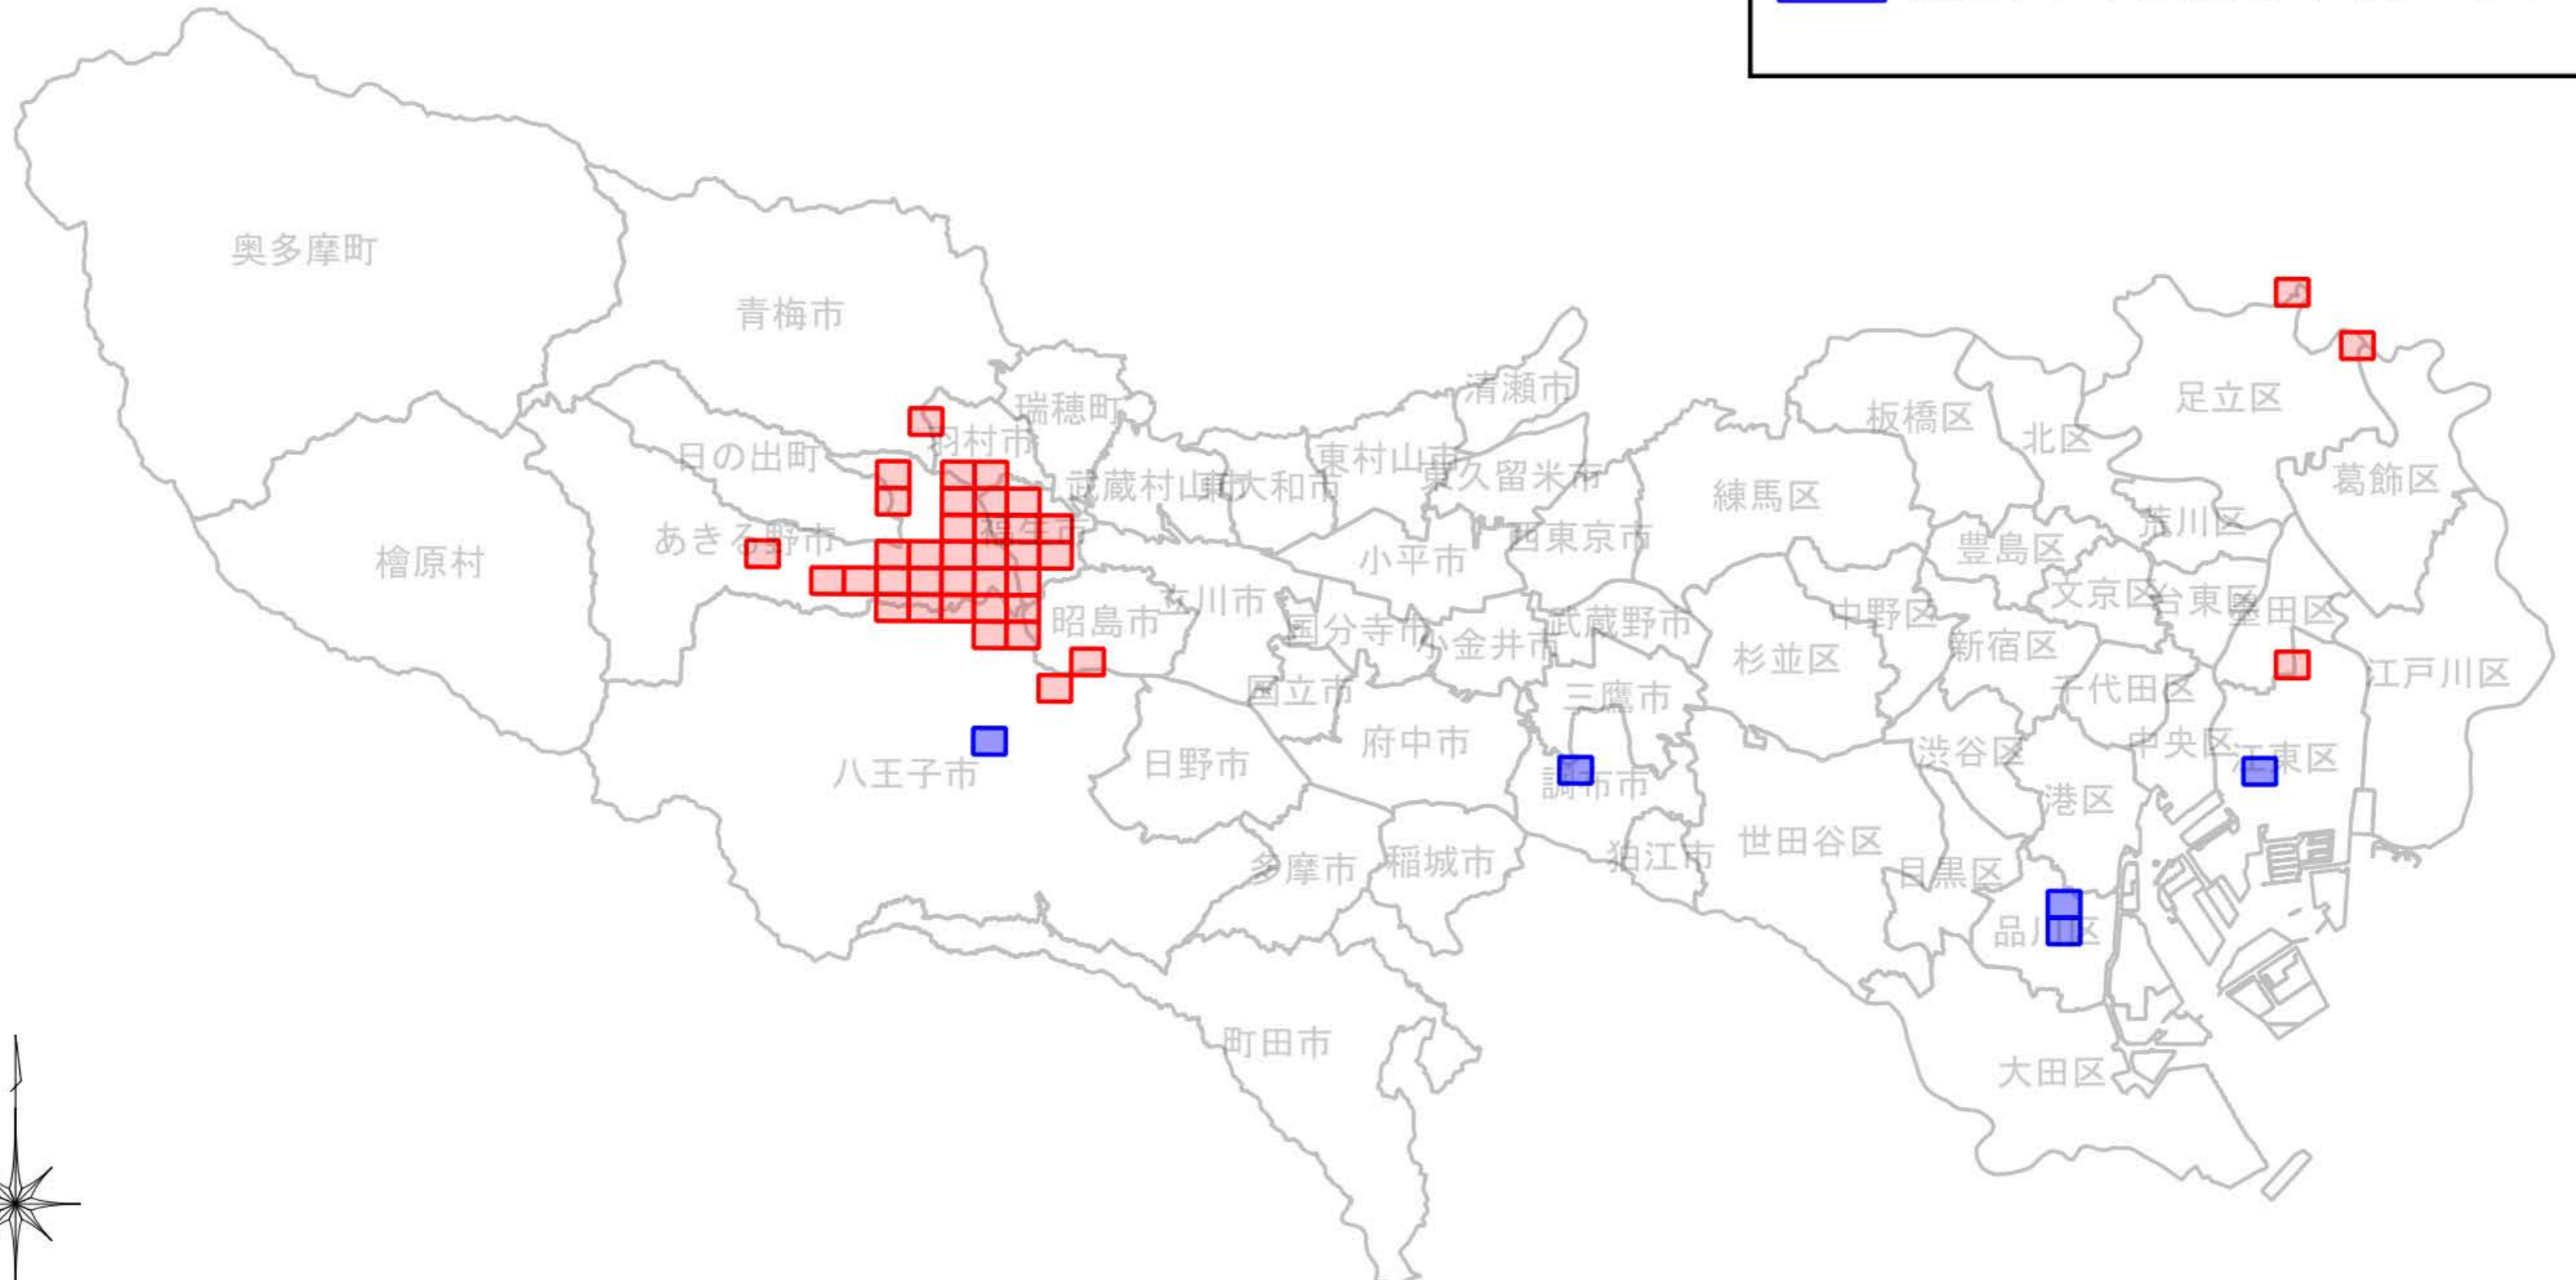 奥多摩町
青梅市
瑞穂町
清瀬市
足立区
板橋区
北区
羽村市
日の出町
東村山市
東久留米市
武蔵村山市
東大和市
練馬区
葛飾区
荒川区
あきる野市
福生市
西東京市
豊島区
檜原村
小平市
文京区
台東区
墨田区
立川市
昭島市
国分寺市
小金井市
武蔵野市
中野区
新宿区
杉並区
江戸川区
国立市
三鷹市
千代田区
府中市
中央区
江東区
渋谷区
日野市
八王子市
調布市
港区
世田谷区
多摩市
稲城市
狛江市
目黒区
品川区
町田市
大田区